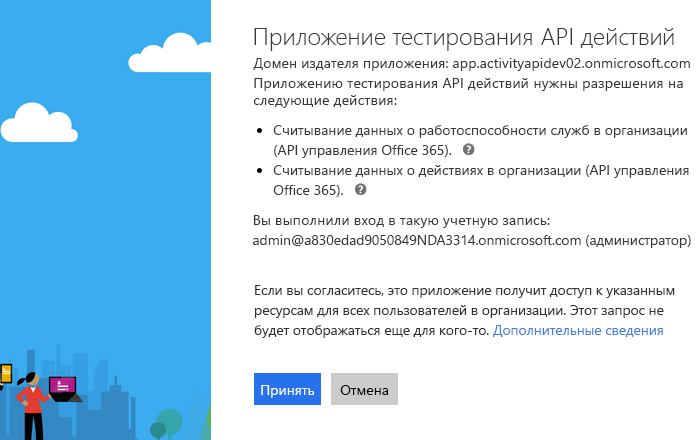 Приложение тестирования API действий
Домен издателя приложения: app.activityapidev02.onmicrosoft.com
Приложению тестирования API действий нужны разрешения на
следующие действия:
• Считывание данных о работоспособности служб в организации
(API управления Office 365). ?
• Считывание данных о действиях в организации (API управления
Office 365). ?
Вы выполнили вход в такую учетную запись:
admin@a830edad9050849NDA3314.onmicrosoft.com (администратор)
Если вы согласитесь, это приложение получит доступ к указанным
ресурсам для всех пользователей в организации. Этот запрос не
будет отображаться еще для кого-то. Дополнительные сведения
Принять Отмена